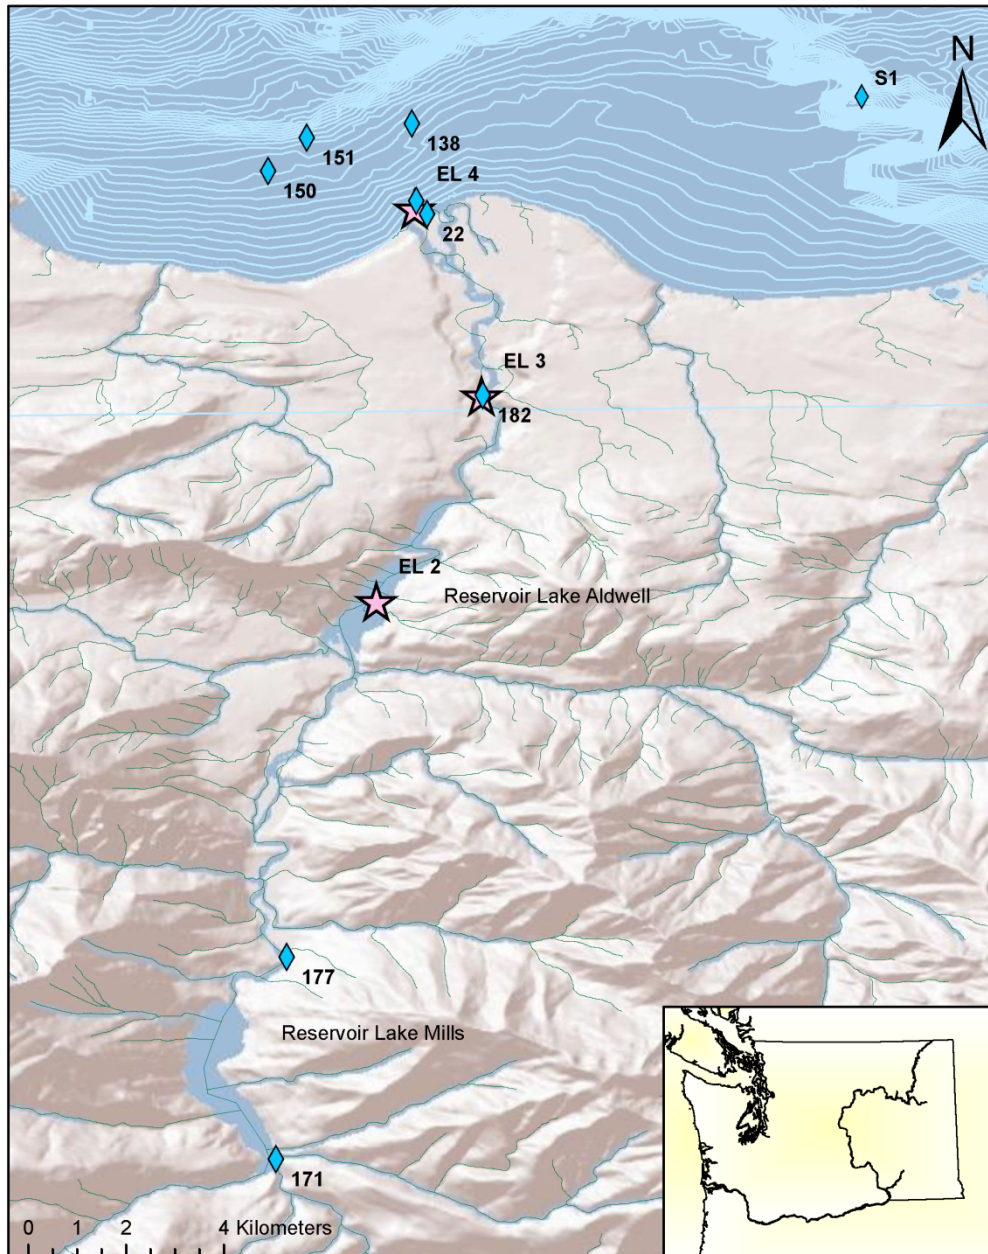 N
S1
138
151
150
EL 4
22
EL 3
182
EL 2
Reservoir Lake Aldwell
177
Reservoir Lake Mills
171
0 2 4 Kilometers